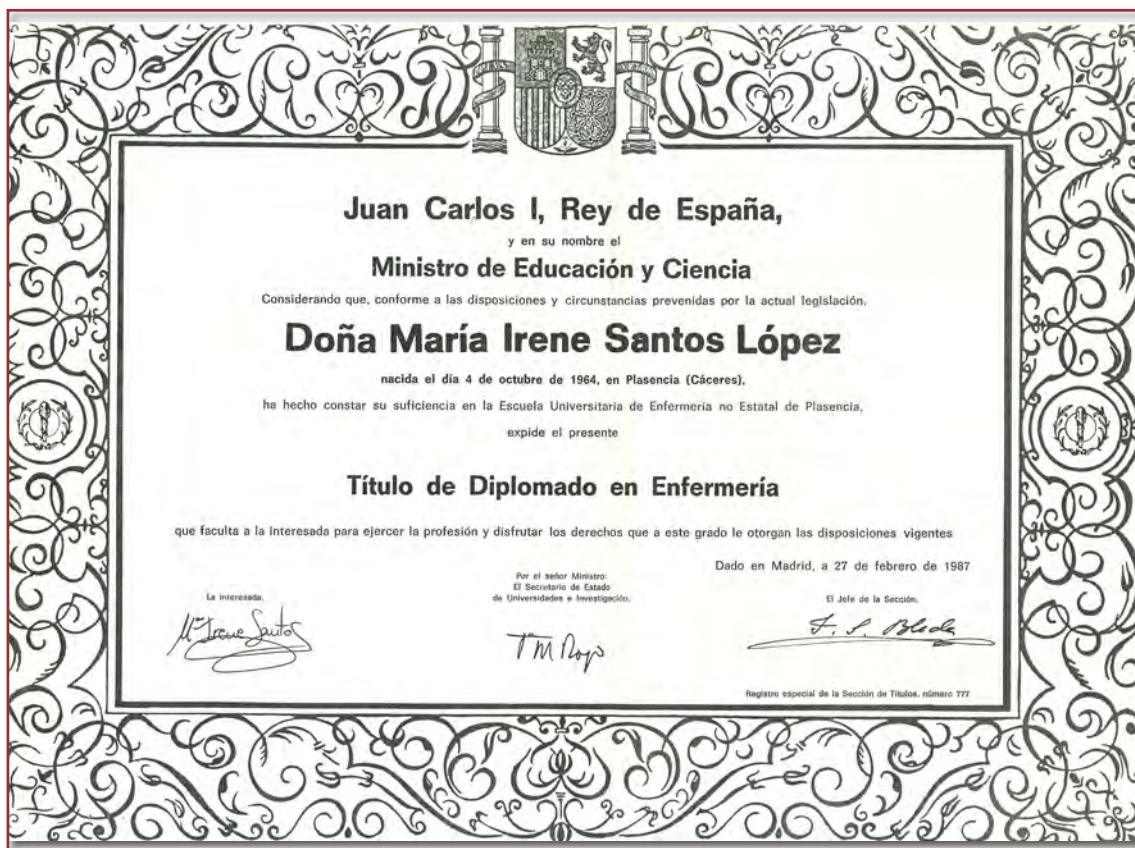 Juan Carlos I, Rey de España,
y en su nombre el
Ministro de Educación y Ciencia
Considerando que, conforme a las disposiciones y circunstancias prevenidas por la actual legislación,
Doña María Irene Santos López
nacida el día 4 de octubre de 1964, en Plasencia (Cáceres),
ha hecho constar su suficiencia en la Escuela Universitaria de Enfermería no Estatal de Plasencia,
expide el presente
Título de Diplomado en Enfermería
que faculta a la interesada para ejercer la profesión y disfrutar los derechos que a este grado le otorgan las disposiciones vigentes
Dado en Madrid, a 27 de febrero de 1987
La interesada,
Por el señor Ministro:
El Secretario de Estado
de Universidades e Investigación,
El Jefe de la Sección,
Mª Irene Santos
F. S. Bleda
Registro especial de la Sección de Títulos, número 777